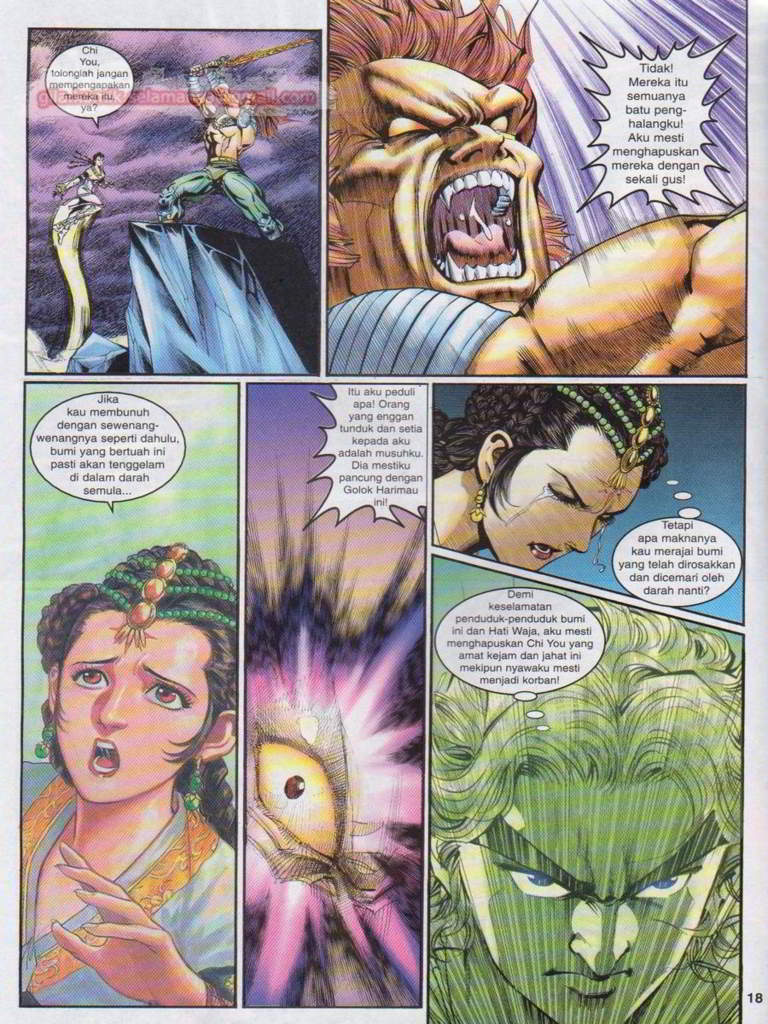 Chi
You,
tolonglah jangan
mempengapakan
mereka itu,
ya?
Tidak!
Mereka itu
semuanya
batu peng-
halangku!
Aku mesti
menghapuskan
mereka dengan
sekali gus!
Jika
kau membunuh
dengan sewenang-
wenangnya seperti dahulu,
bumi yang bertuah ini
pasti akan tenggelam
di dalam darah
semula...
Itu aku peduli
apa! Orang
yang enggan
tunduk dan setia
kepada aku
adalah musuhku.
Dia mestiku
pancung dengan
Golok Harimau
ini!
Tetapi
apa maknanya
kau merajai bumi
yang telah dirosakkan
dan dicemari oleh
darah nanti?
Demi
keselamatan
penduduk-penduduk bumi
ini dan Hati Waja, aku mesti
menghapuskan Chi You yang
amat kejam dan jahat ini
mekipun nyawaku mesti
menjadi korban!
18